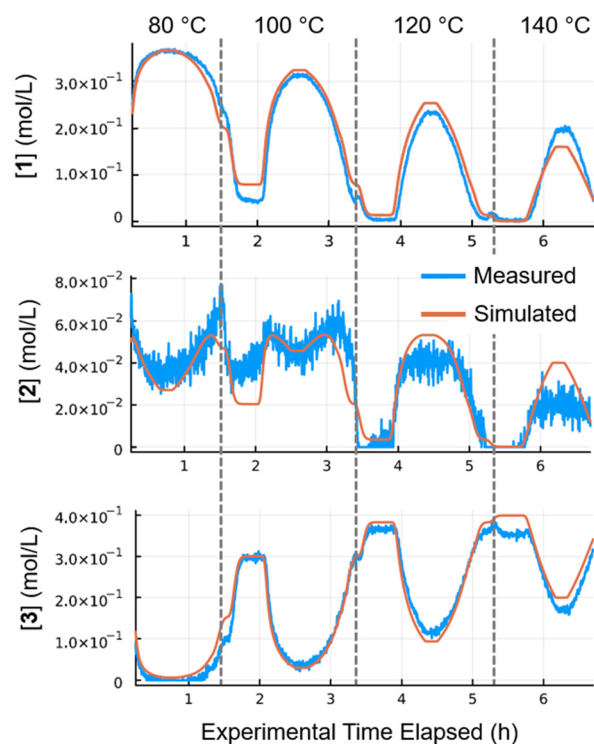 80 °C 100 °C 120 °C 140 °C
[1] (mol/L)
3.0×10⁻¹
2.0×10⁻¹
1.0×10⁻¹
0
1 2 3 4 5 6
[2] (mol/L)
8.0×10⁻²
6.0×10⁻²
4.0×10⁻²
2.0×10⁻²
0
Measured
Simulated
1 2 3 4 5 6
[3] (mol/L)
4.0×10⁻¹
3.0×10⁻¹
2.0×10⁻¹
1.0×10⁻¹
0
1 2 3 4 5 6
Experimental Time Elapsed (h)